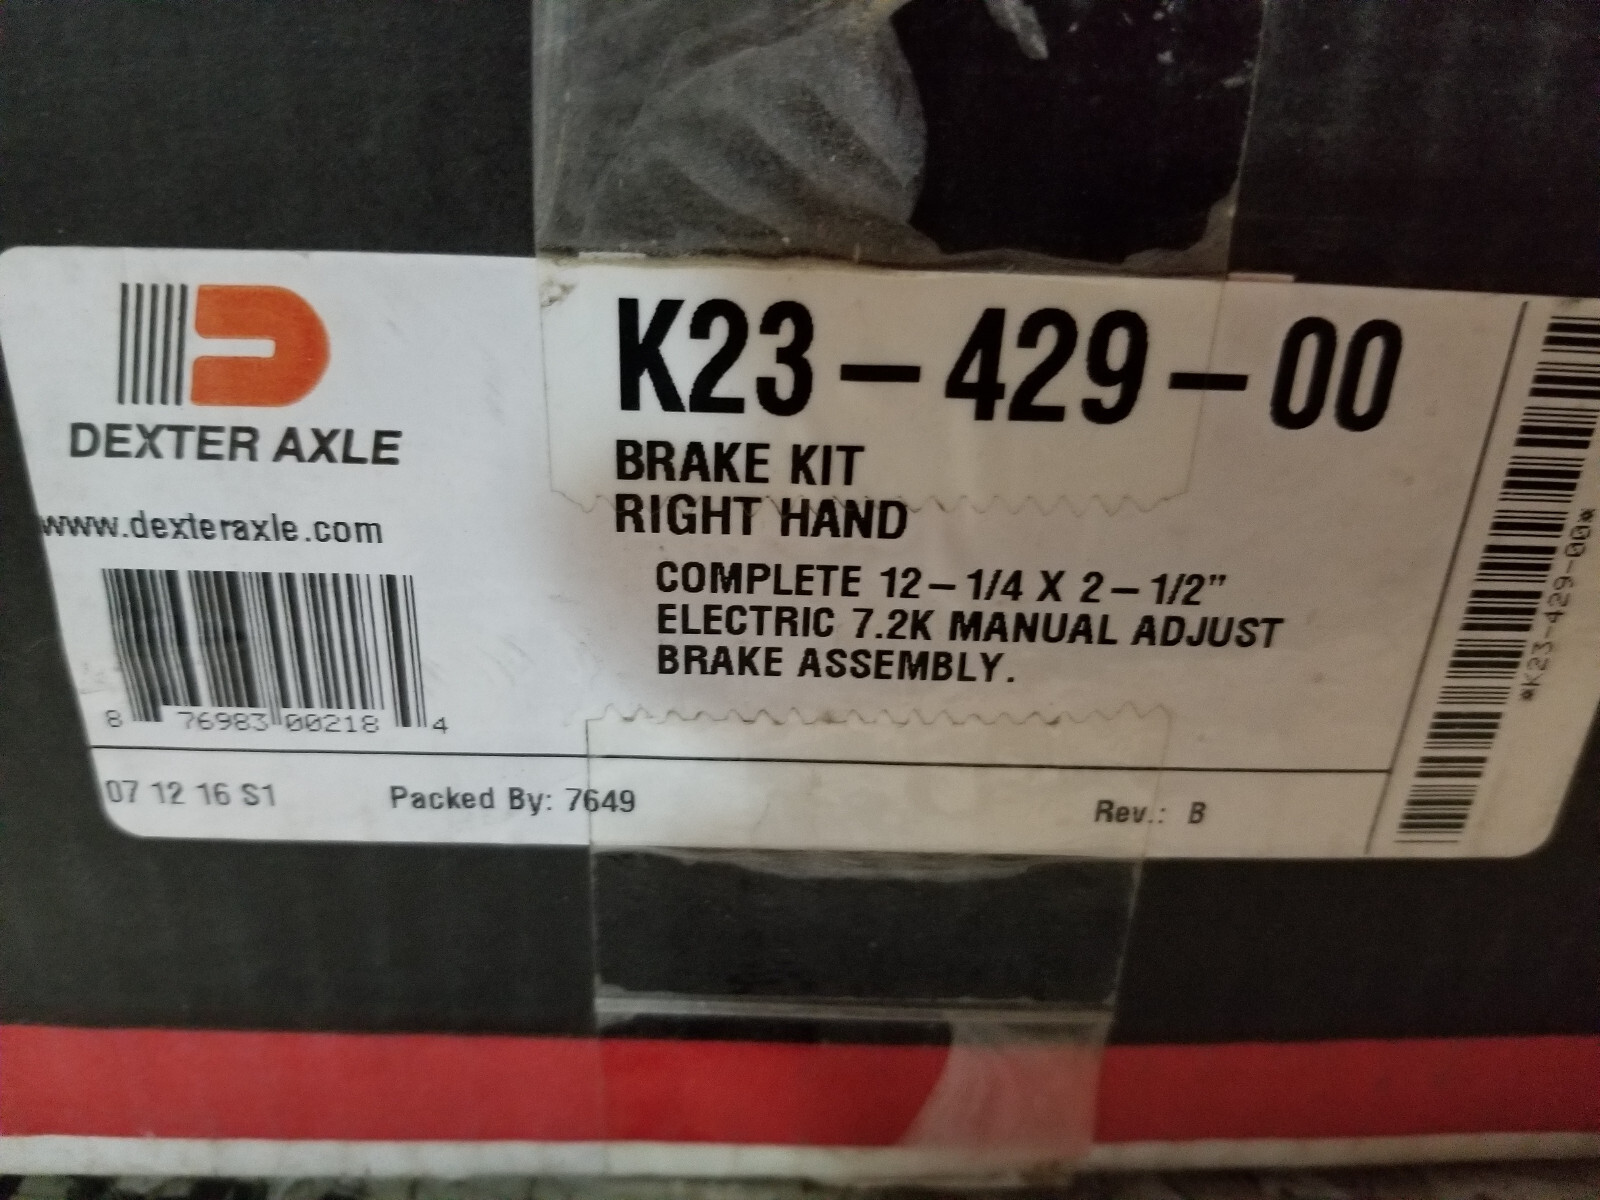 DEXTER AXLE
www.dexteraxle.com
8 76983 00218 4
K23-429-00
BRAKE KIT
RIGHT HAND
COMPLETE 12-1/4 X 2-1/2"
ELECTRIC 7.2K MANUAL ADJUST
BRAKE ASSEMBLY.
07 12 16 S1
Packed By: 7649
Rev.: B
*K23-429-00*